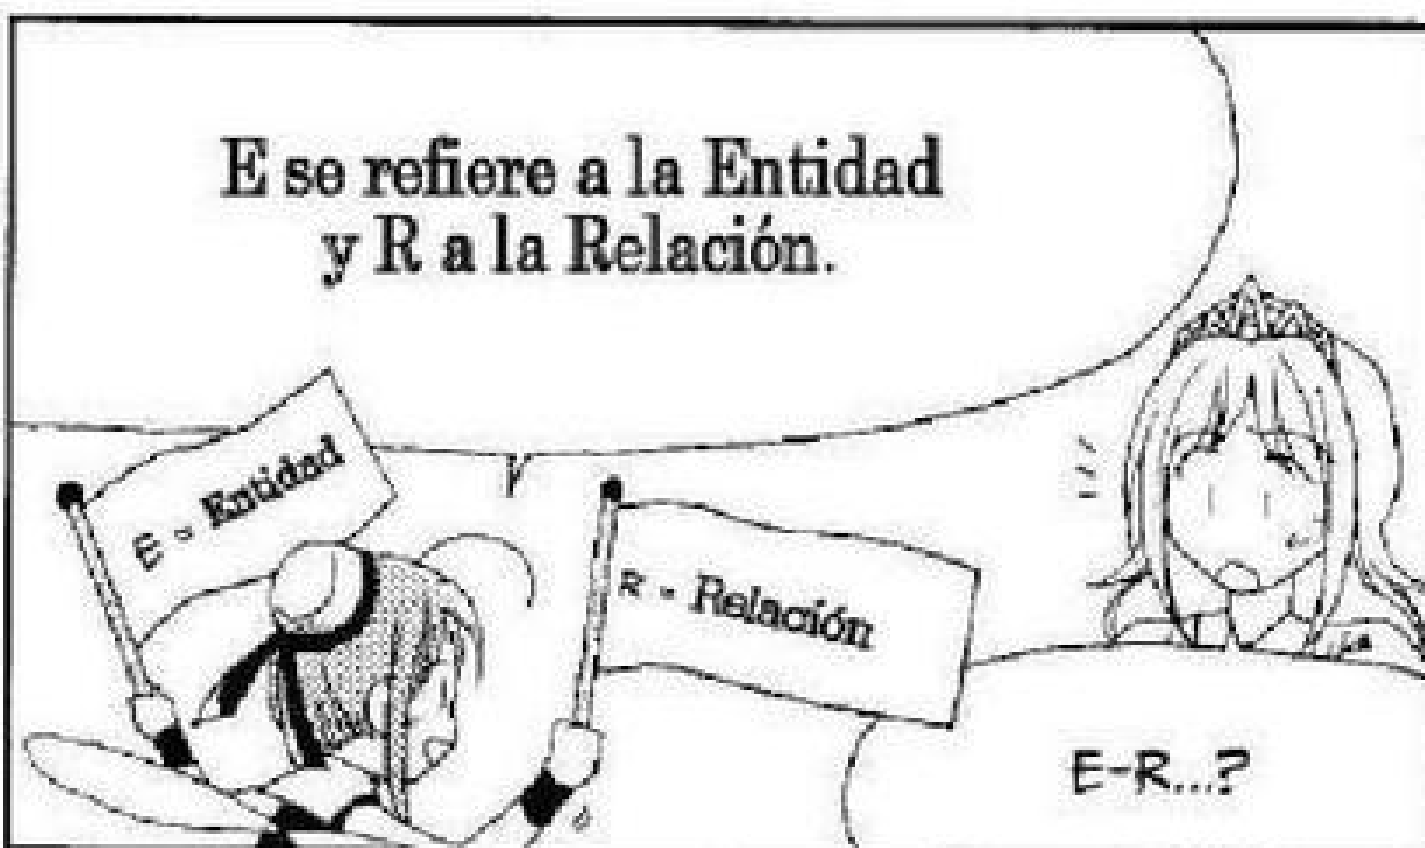 E se refiere a la Entidad
y R a la Relación.
E = Entidad
R = Relación
E-R...?